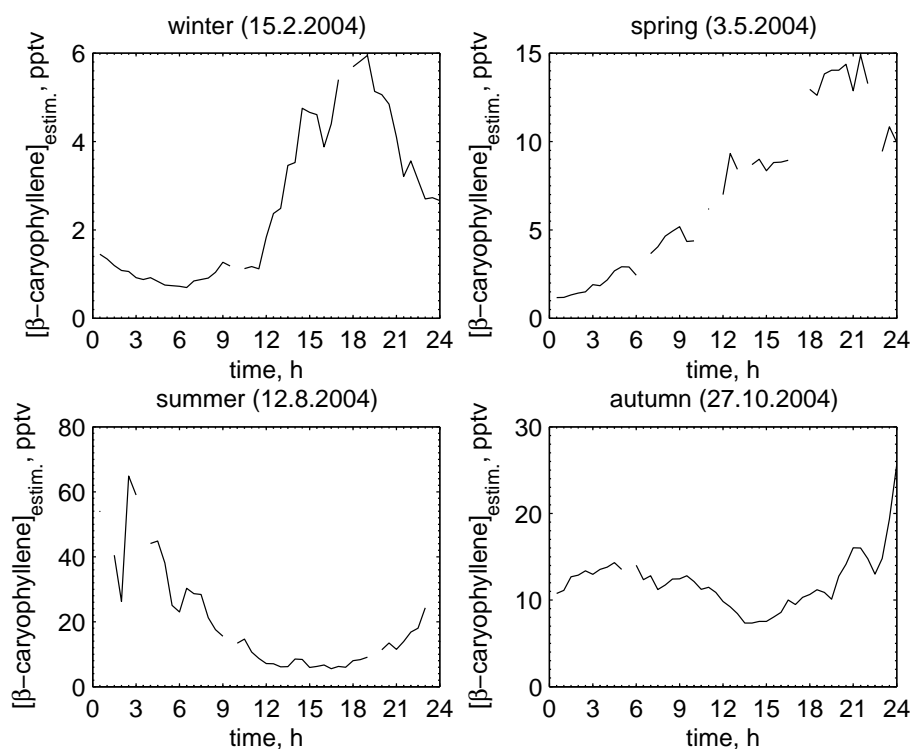 winter (15.2.2004)
[β−caryophyllene]estim., pptv
6
4
2
0
0 3 6 9 12 15 18 21 24
time, h
spring (3.5.2004)
[β−caryophyllene]estim., pptv
15
10
5
0
0 3 6 9 12 15 18 21 24
time, h
summer (12.8.2004)
[β−caryophyllene]estim., pptv
80
60
40
20
0
0 3 6 9 12 15 18 21 24
time, h
autumn (27.10.2004)
[β−caryophyllene]estim., pptv
30
20
10
0
0 3 6 9 12 15 18 21 24
time, h